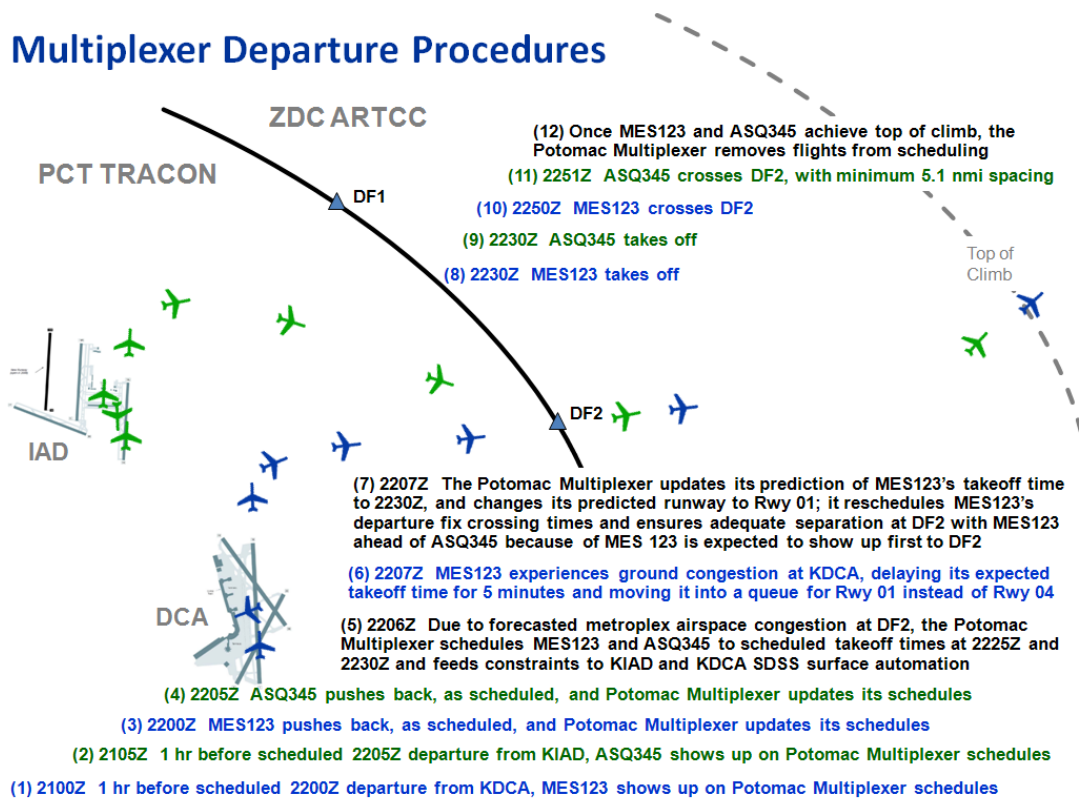 Multiplexer Departure Procedures
ZDC ARTCC
PCT TRACON
DF1
(12) Once MES123 and ASQ345 achieve top of climb, the
Potomac Multiplexer removes flights from scheduling
(11) 2251Z ASQ345 crosses DF2, with minimum 5.1 nmi spacing
(10) 2250Z MES123 crosses DF2
(9) 2230Z ASQ345 takes off
(8) 2230Z MES123 takes off
Top of
Climb
DF2
IAD
(7) 2207Z The Potomac Multiplexer updates its prediction of MES123’s takeoff time
to 2230Z, and changes its predicted runway to Rwy 01; it reschedules MES123’s
departure fix crossing times and ensures adequate separation at DF2 with MES123
ahead of ASQ345 because of MES 123 is expected to show up first to DF2
(6) 2207Z MES123 experiences ground congestion at KDCA, delaying its expected
takeoff time for 5 minutes and moving it into a queue for Rwy 01 instead of Rwy 04
DCA
(5) 2206Z Due to forecasted metroplex airspace congestion at DF2, the Potomac
Multiplexer schedules MES123 and ASQ345 to scheduled takeoff times at 2225Z and
2230Z and feeds constraints to KIAD and KDCA SDSS surface automation
(4) 2205Z ASQ345 pushes back, as scheduled, and Potomac Multiplexer updates its schedules
(3) 2200Z MES123 pushes back, as scheduled, and Potomac Multiplexer updates its schedules
(2) 2105Z 1 hr before scheduled 2205Z departure from KIAD, ASQ345 shows up on Potomac Multiplexer schedules
(1) 2100Z 1 hr before scheduled 2200Z departure from KDCA, MES123 shows up on Potomac Multiplexer schedules